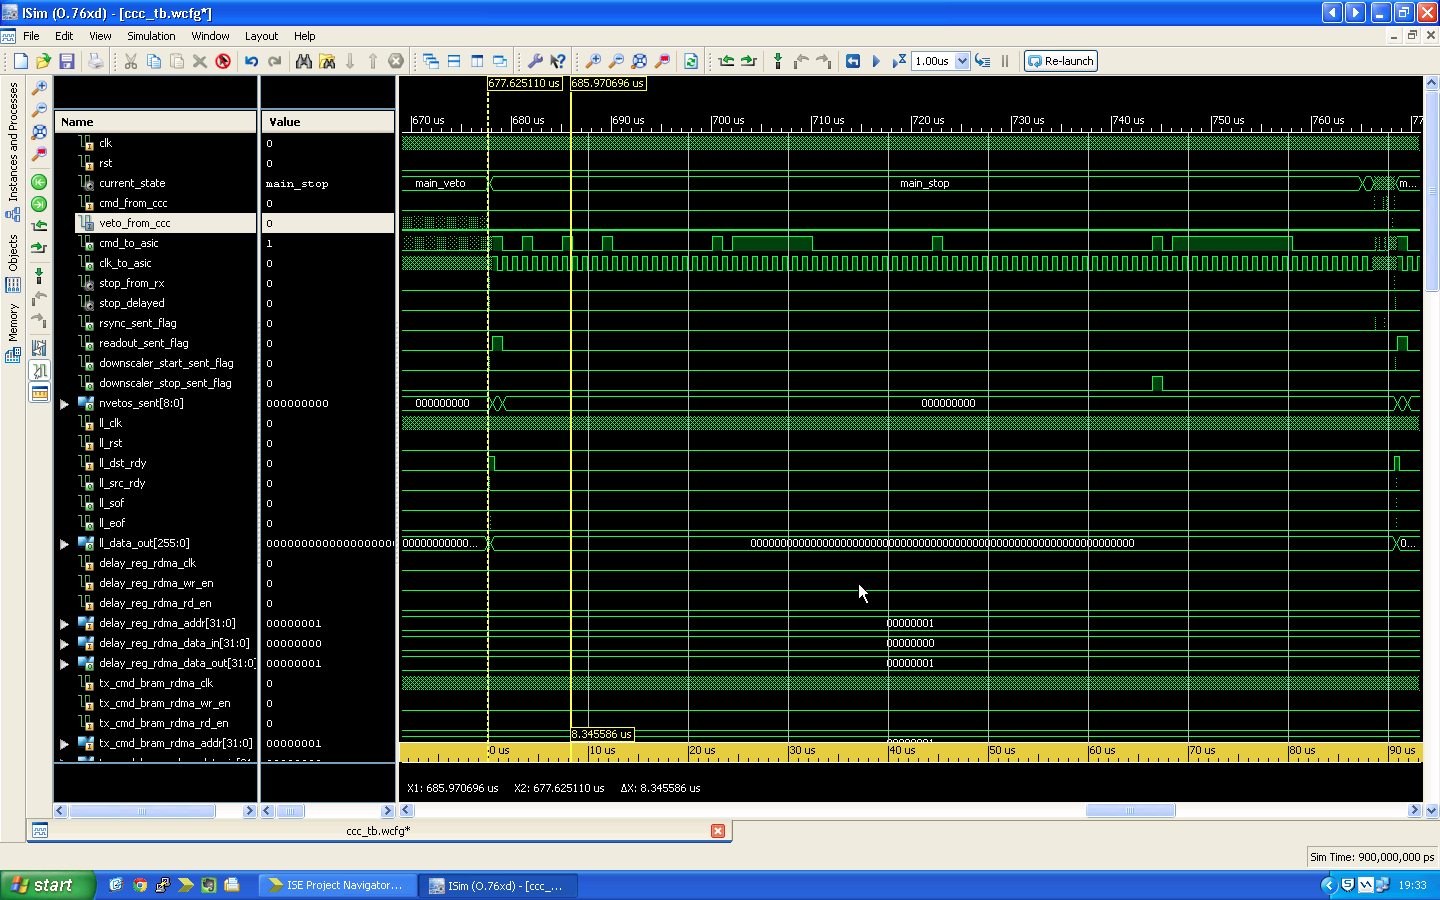 ISim (O.76xd) - [ccc_tb.wcfg*]
File Edit View Simulation Window Layout Help
1.00us Re-launch
677.625110 us 685.970696 us
Name Value
670 us 680 us 690 us 700 us 710 us 720 us 730 us 740 us 750 us 760 us 77
clk 0
rst 0
current_state main_stop main_veto main_stop m...
cmd_from_ccc 0
veto_from_ccc 0
cmd_to_asic 1
clk_to_asic 0
stop_from_rx 0
stop_delayed 0
rsync_sent_flag 0
readout_sent_flag 0
downscaler_start_sent_flag 0
downscaler_stop_sent_flag 0
nvetos_sent[8:0] 000000000 000000000 000000000
ll_clk 0
ll_rst 0
ll_dst_rdy 0
ll_src_rdy 0
ll_sof 0
ll_eof 0
ll_data_out[255:0]
delay_reg_rdma_clk 0
delay_reg_rdma_wr_en 0
delay_reg_rdma_rd_en 0
delay_reg_rdma_addr[31:0] 00000001 00000001
delay_reg_rdma_data_in[31:0] 00000000 00000000
delay_reg_rdma_data_out[31:0] 00000001 00000001
tx_cmd_bram_rdma_clk 0
tx_cmd_bram_rdma_wr_en 0
tx_cmd_bram_rdma_rd_en 0
tx_cmd_bram_rdma_addr[31:0] 00000001
8.345586 us
0 us 10 us 20 us 30 us 40 us 50 us 60 us 70 us 80 us 90 us
X1: 685.970696 us X2: 677.625110 us ΔX: 8.345586 us
Instances and Processes
Objects
Memory
ccc_tb.wcfg*
Sim Time: 900,000,000 ps
start ISE Project Navigator... ISim (O.76xd) - [ccc_... 19:33